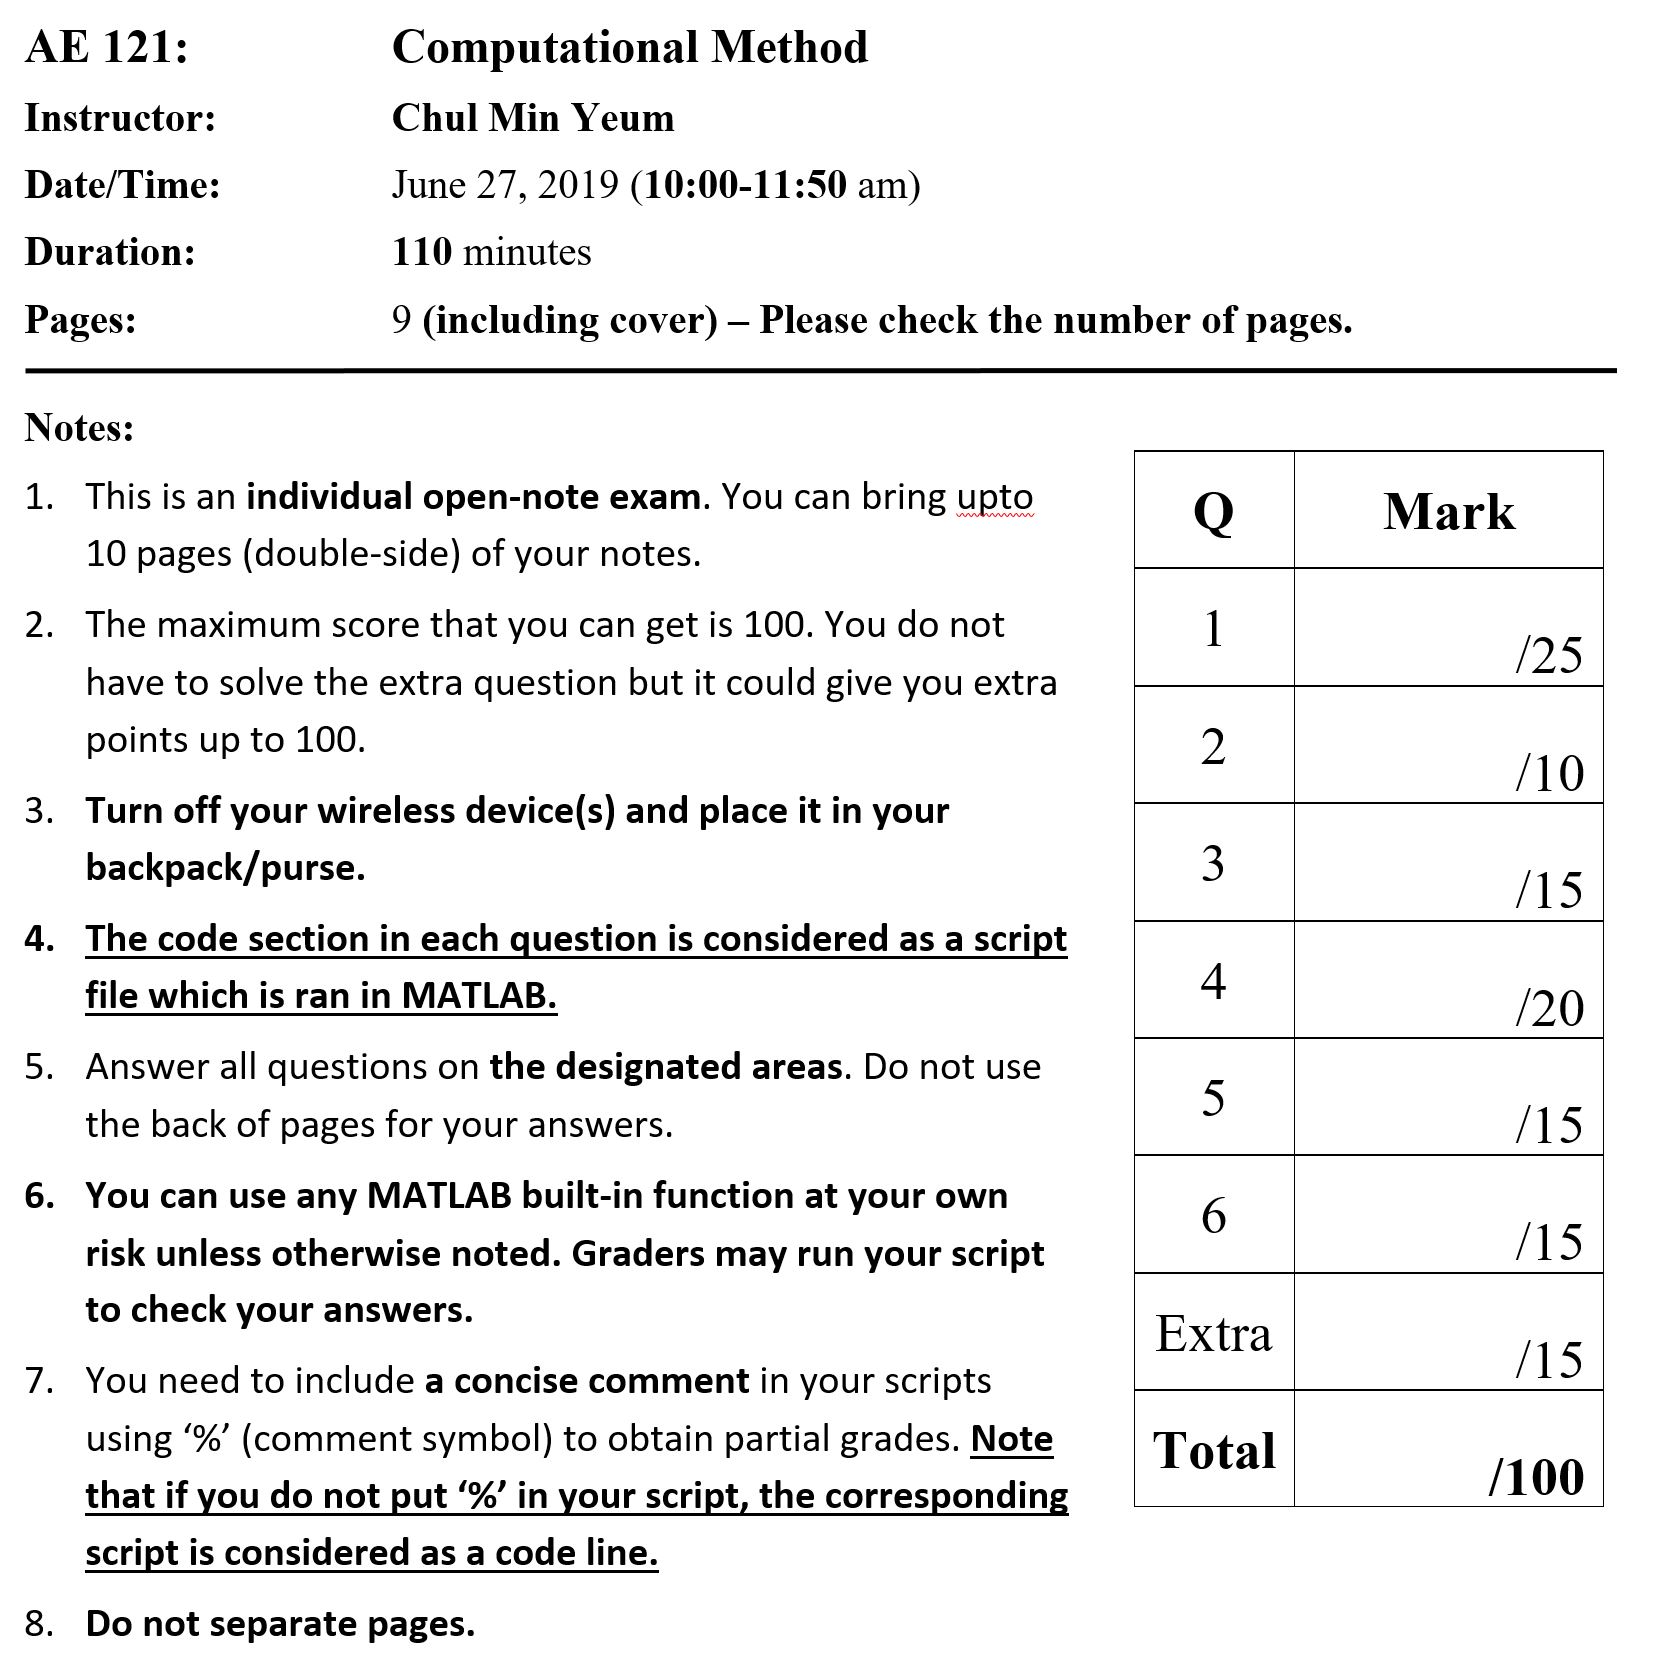 AE 121: Computational Method
Instructor: Chul Min Yeum
Date/Time: June 27, 2019 (10:00-11:50 am)
Duration: 110 minutes
Pages: 9 (including cover) – Please check the number of pages.
Notes:
1. This is an individual open-note exam. You can bring upto
10 pages (double-side) of your notes.
2. The maximum score that you can get is 100. You do not
have to solve the extra question but it could give you extra
points up to 100.
3. Turn off your wireless device(s) and place it in your
backpack/purse.
4. The code section in each question is considered as a script
file which is ran in MATLAB.
5. Answer all questions on the designated areas. Do not use
the back of pages for your answers.
6. You can use any MATLAB built-in function at your own
risk unless otherwise noted. Graders may run your script
to check your answers.
7. You need to include a concise comment in your scripts
using ‘%’ (comment symbol) to obtain partial grades. Note
that if you do not put ‘%’ in your script, the corresponding
script is considered as a code line.
8. Do not separate pages.
Q Mark
1 /25
2 /10
3 /15
4 /20
5 /15
6 /15
Extra /15
Total /100